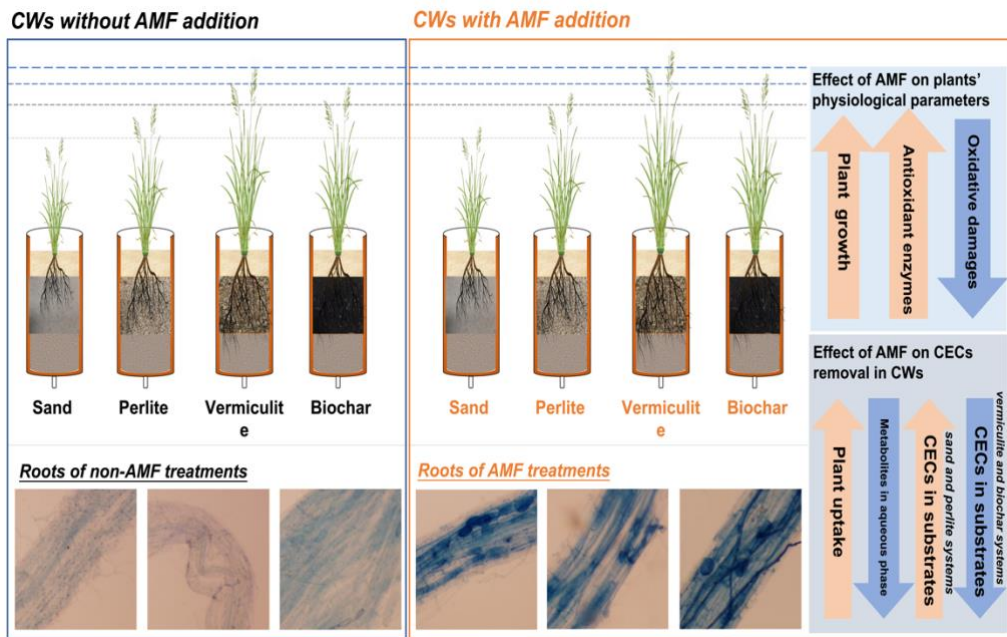 CWs without AMF addition
CWs with AMF addition
Effect of AMF on plants'
physiological parameters
Plant growth
Antioxidant enzymes
Oxidative damages
Sand
Perlite
Vermiculit
e
Biochar
Sand
Perlite
Vermiculit
e
Biochar
Effect of AMF on CECs
removal in CWs
Plant uptake
Metabolites in aqueous phase
CECs in substrates
sand and perlite systems
CECs in substrates
vermiculite and biochar systems
Roots of non-AMF treatments
Roots of AMF treatments